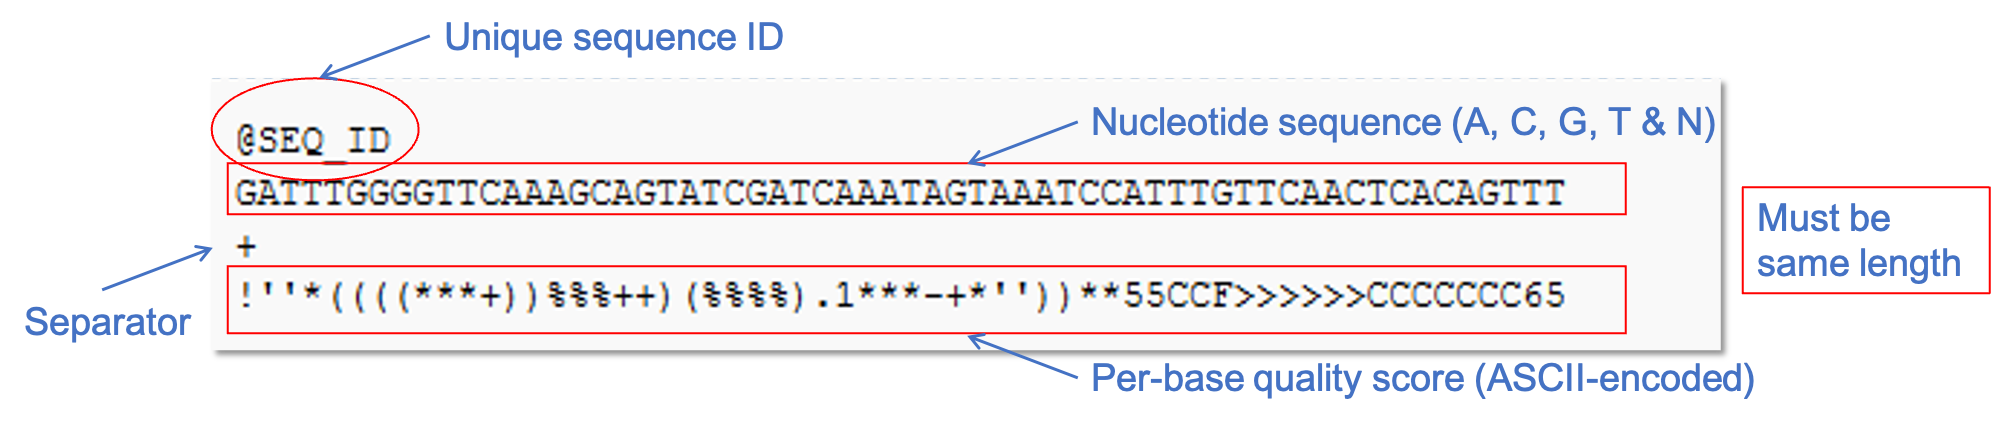 Unique sequence ID
@SEQ_ID
Nucleotide sequence (A, C, G, T & N)
GATTTGGGGTTCAAAGCAGTATCGATCAAATAGTAAATCCATTTGTTCAACTCACAGTTT
Must be
same length
+
Separator
!''*((((***+))%%%++)(%%%%).1***-+*''))**55CCF>>>>>>CCCCCCC65
Per-base quality score (ASCII-encoded)